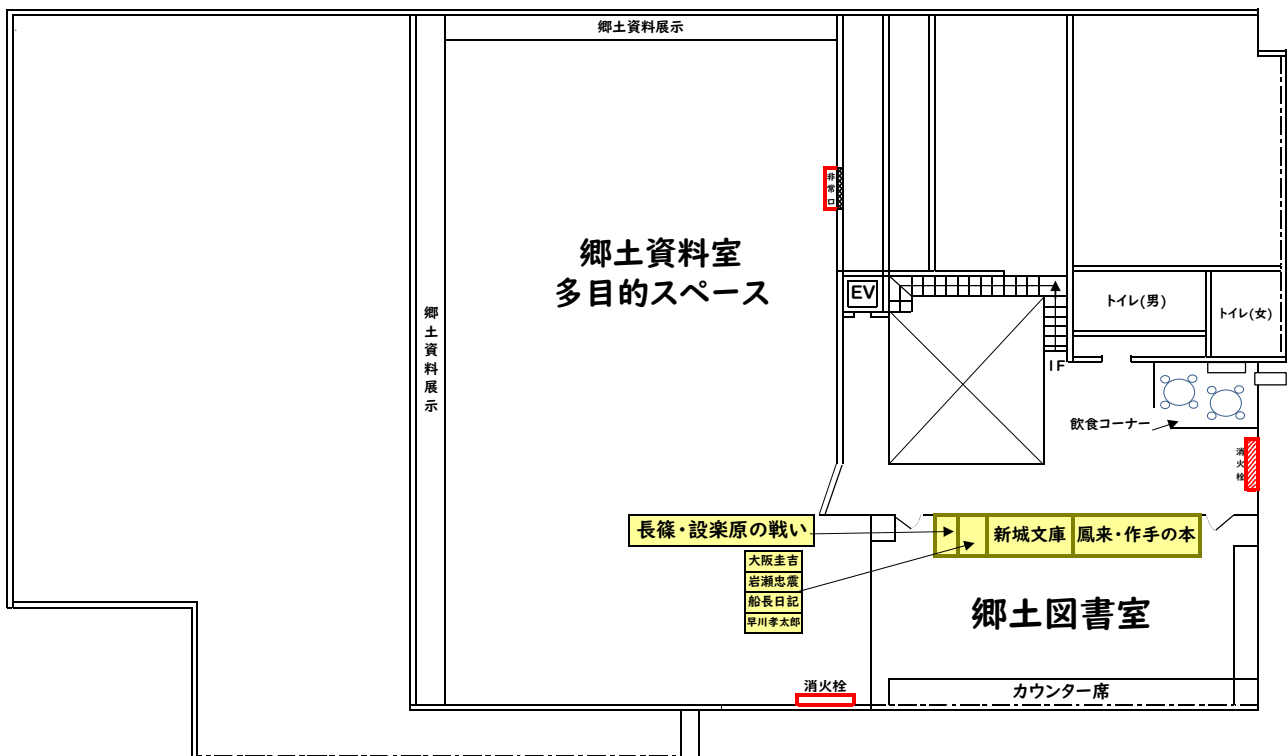 郷土資料展示
非常口
郷土資料室
多目的スペース
EV
トイレ(男)
トイレ(女)
郷土資料展示
1F
飲食コーナー
消火栓
長篠・設楽原の戦い
新城文庫
鳳来・作手の本
大阪圭吉
岩瀬忠震
船長日記
早川孝太郎
郷土図書室
消火栓
カウンター席